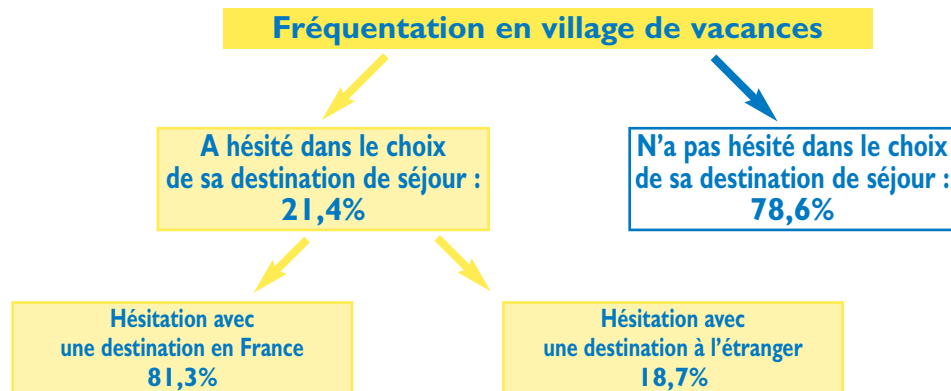 Fréquentation en village de vacances
A hésité dans le choix
de sa destination de séjour :
21,4%
N’a pas hésité dans le choix
de sa destination de séjour :
78,6%
Hésitation avec
une destination en France
81,3%
Hésitation avec
une destination à l’étranger
18,7%